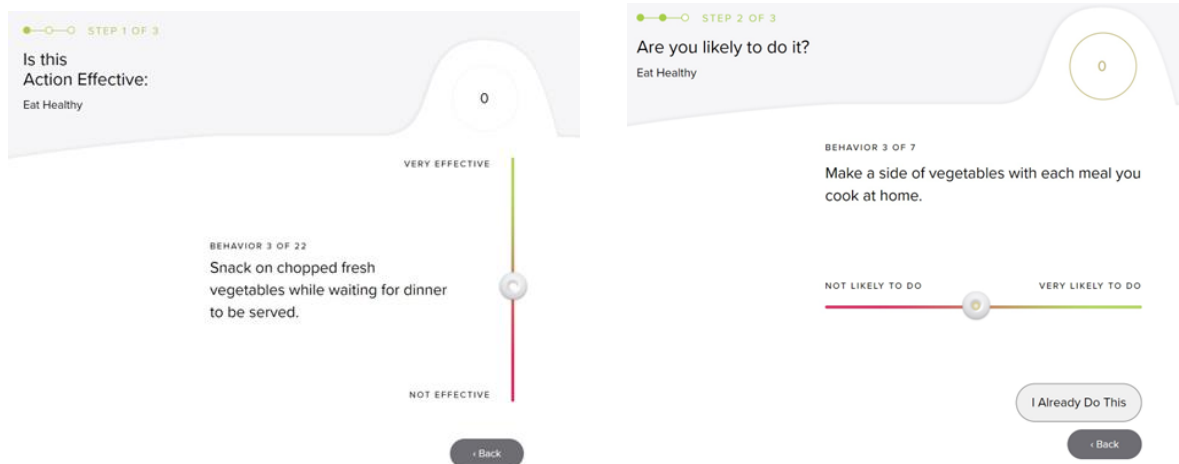 STEP 1 OF 3
Is this
Action Effective:
Eat Healthy
0
VERY EFFECTIVE
BEHAVIOR 3 OF 22
Snack on chopped fresh
vegetables while waiting for dinner
to be served.
NOT EFFECTIVE
‹ Back
STEP 2 OF 3
Are you likely to do it?
Eat Healthy
0
BEHAVIOR 3 OF 7
Make a side of vegetables with each meal you
cook at home.
NOT LIKELY TO DO
VERY LIKELY TO DO
I Already Do This
‹ Back